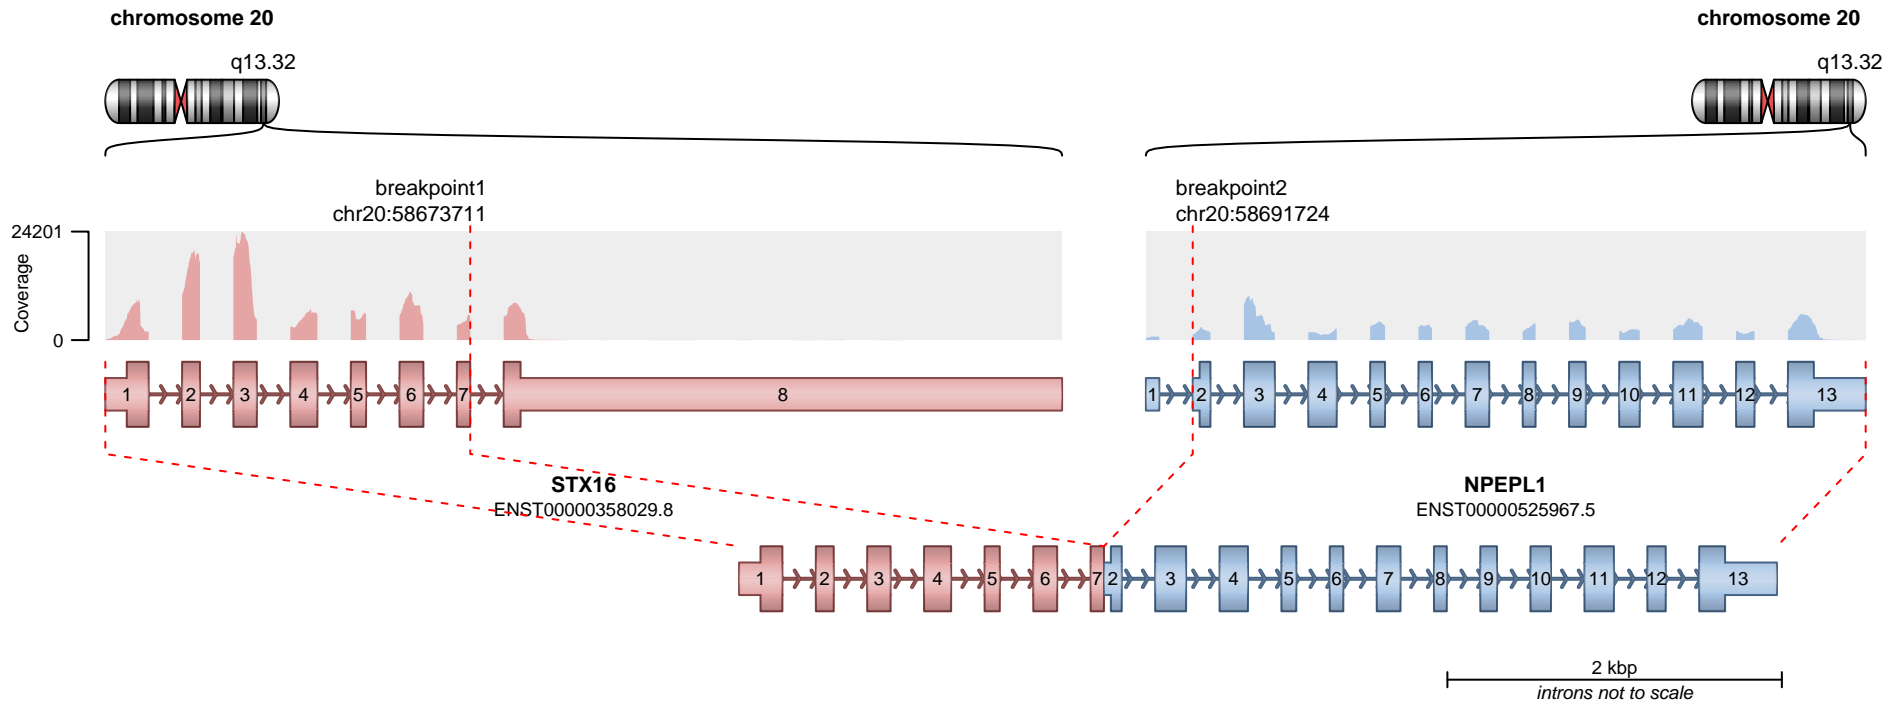 chromosome 20
chromosome 20
q13.32
q13.32
breakpoint1
chr20:58673711
breakpoint2
chr20:58691724
24201
Coverage
0
1 2 3 4 5 6 7 8
1 2 3 4 5 6 7 8 9 10 11 12 13
STX16
ENST00000358029.8
NPEPL1
ENST00000525967.5
1 2 3 4 5 6 7 2 3 4 5 6 7 8 9 10 11 12 13
2 kbp
introns not to scale